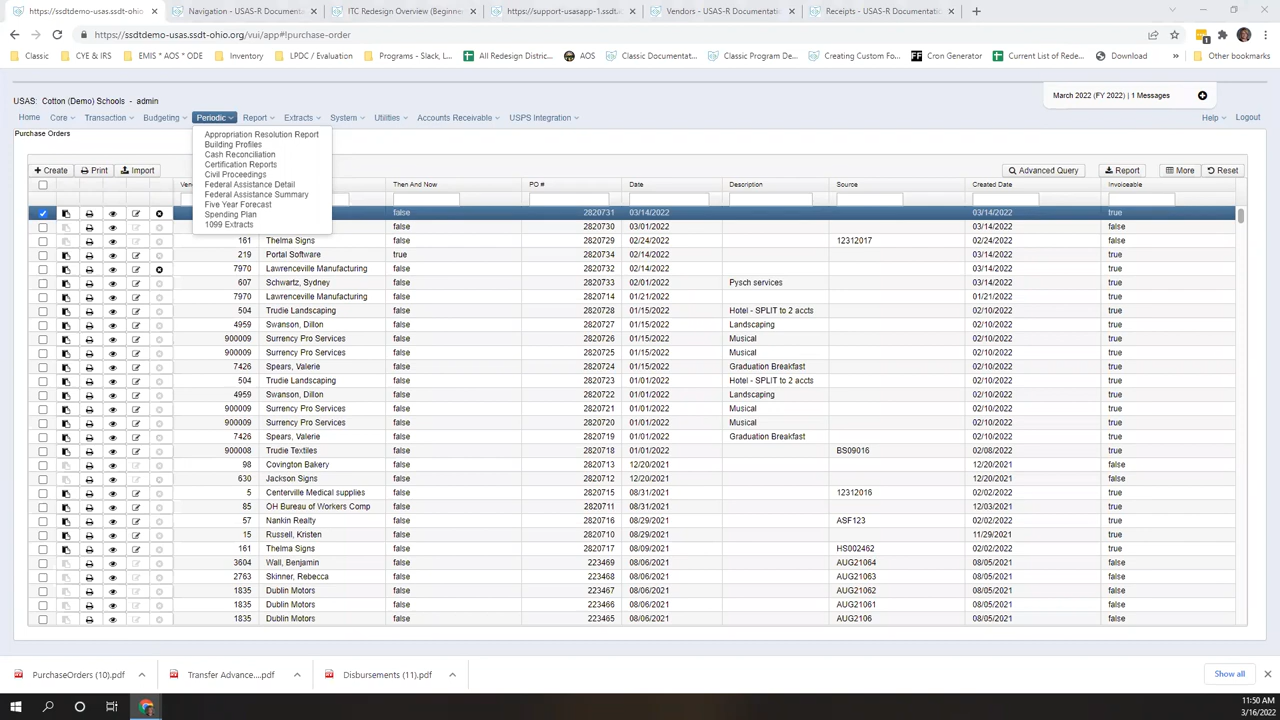 https://ssdtdemo-usas.ssdt-ohio.org/ Navigation - USAS-R Documentat ITC Redesign Overview (Beginner https://support-usasapp-1.ssdt Vendors - USAS-R Documentatio Receipts - USAS-R Documentatio
https://ssdtdemo-usas.ssdt-ohio.org/vui/app#!purchase-order
Classic CYE & IRS EMIS * AOS * ODE Inventory LPDC / Evaluation Programs - Slack,... All Redesign Distric... AOS Classic Documenta... Classic Program De... Creating Custom Fo... Cron Generator Current List of Rede... Download » Other bookmarks
March 2022 (FY 2022) | 1 Messages
USAS: Cotton (Demo) Schools - admin
Home Core Transaction Budgeting Periodic Report Extracts System Utilities Accounts Receivable USPS Integration Help Logout
Purchase Orders
Appropriation Resolution Report
Building Profiles
Cash Reconciliation
Certification Reports
Civil Proceedings
Federal Assistance Detail
Federal Assistance Summary
Five Year Forecast
Spending Plan
1099 Extracts
Create Print Import Advanced Query Report More Reset
Then And Now PO # Date Description Source Created Date Invoiceable
false 2820731 03/14/2022 03/14/2022 true
false 2820730 03/01/2022 03/14/2022 false
161 Thelma Signs false 2820729 02/24/2022 12312017 02/24/2022 false
219 Portal Software true 2820734 02/14/2022 03/14/2022 true
7970 Lawrenceville Manufacturing false 2820732 02/14/2022 03/14/2022 true
607 Schwartz, Sydney false 2820733 02/01/2022 Pysch services 03/14/2022 true
7970 Lawrenceville Manufacturing false 2820714 01/21/2022 01/21/2022 true
504 Trudie Landscaping false 2820728 01/15/2022 Hotel - SPLIT to 2 accts 02/10/2022 true
4959 Swanson, Dillon false 2820727 01/15/2022 Landscaping 02/10/2022 true
900009 Surrency Pro Services false 2820726 01/15/2022 Musical 02/10/2022 true
900009 Surrency Pro Services false 2820725 01/15/2022 Musical 02/10/2022 true
7426 Spears, Valerie false 2820724 01/15/2022 Graduation Breakfast 02/10/2022 true
504 Trudie Landscaping false 2820723 01/01/2022 Hotel - SPLIT to 2 accts 02/10/2022 true
4959 Swanson, Dillon false 2820722 01/01/2022 Landscaping 02/10/2022 true
900009 Surrency Pro Services false 2820721 01/01/2022 Musical 02/10/2022 true
900009 Surrency Pro Services false 2820720 01/01/2022 Musical 02/10/2022 true
7426 Spears, Valerie false 2820719 01/01/2022 Graduation Breakfast 02/10/2022 true
900008 Trudie Textiles false 2820718 01/01/2022 BS09016 02/08/2022 true
98 Covington Bakery false 2820713 12/20/2021 12/20/2021 false
630 Jackson Signs false 2820712 12/20/2021 12/20/2021 false
5 Centerville Medical supplies false 2820715 08/31/2021 12312016 02/02/2022 true
85 OH Bureau of Workers Comp false 2820711 08/31/2021 12/03/2021 true
57 Nankin Realty false 2820716 08/29/2021 ASF123 02/02/2022 true
15 Russell, Kristen false 2820710 08/29/2021 11/29/2021 true
161 Thelma Signs false 2820717 08/09/2021 HS002462 02/02/2022 true
3604 Wall, Benjamin false 223469 08/06/2021 AUG21064 08/05/2021 false
2763 Skinner, Rebecca false 223468 08/06/2021 AUG21063 08/05/2021 false
1835 Dublin Motors false 223467 08/06/2021 AUG21062 08/05/2021 true
1835 Dublin Motors false 223466 08/06/2021 AUG21061 08/05/2021 true
1835 Dublin Motors false 223465 08/06/2021 AUG2106 08/05/2021 true
PurchaseOrders (10).pdf Transfer Advance....pdf Disbursements (11).pdf Show all
11:50 AM
3/16/2022